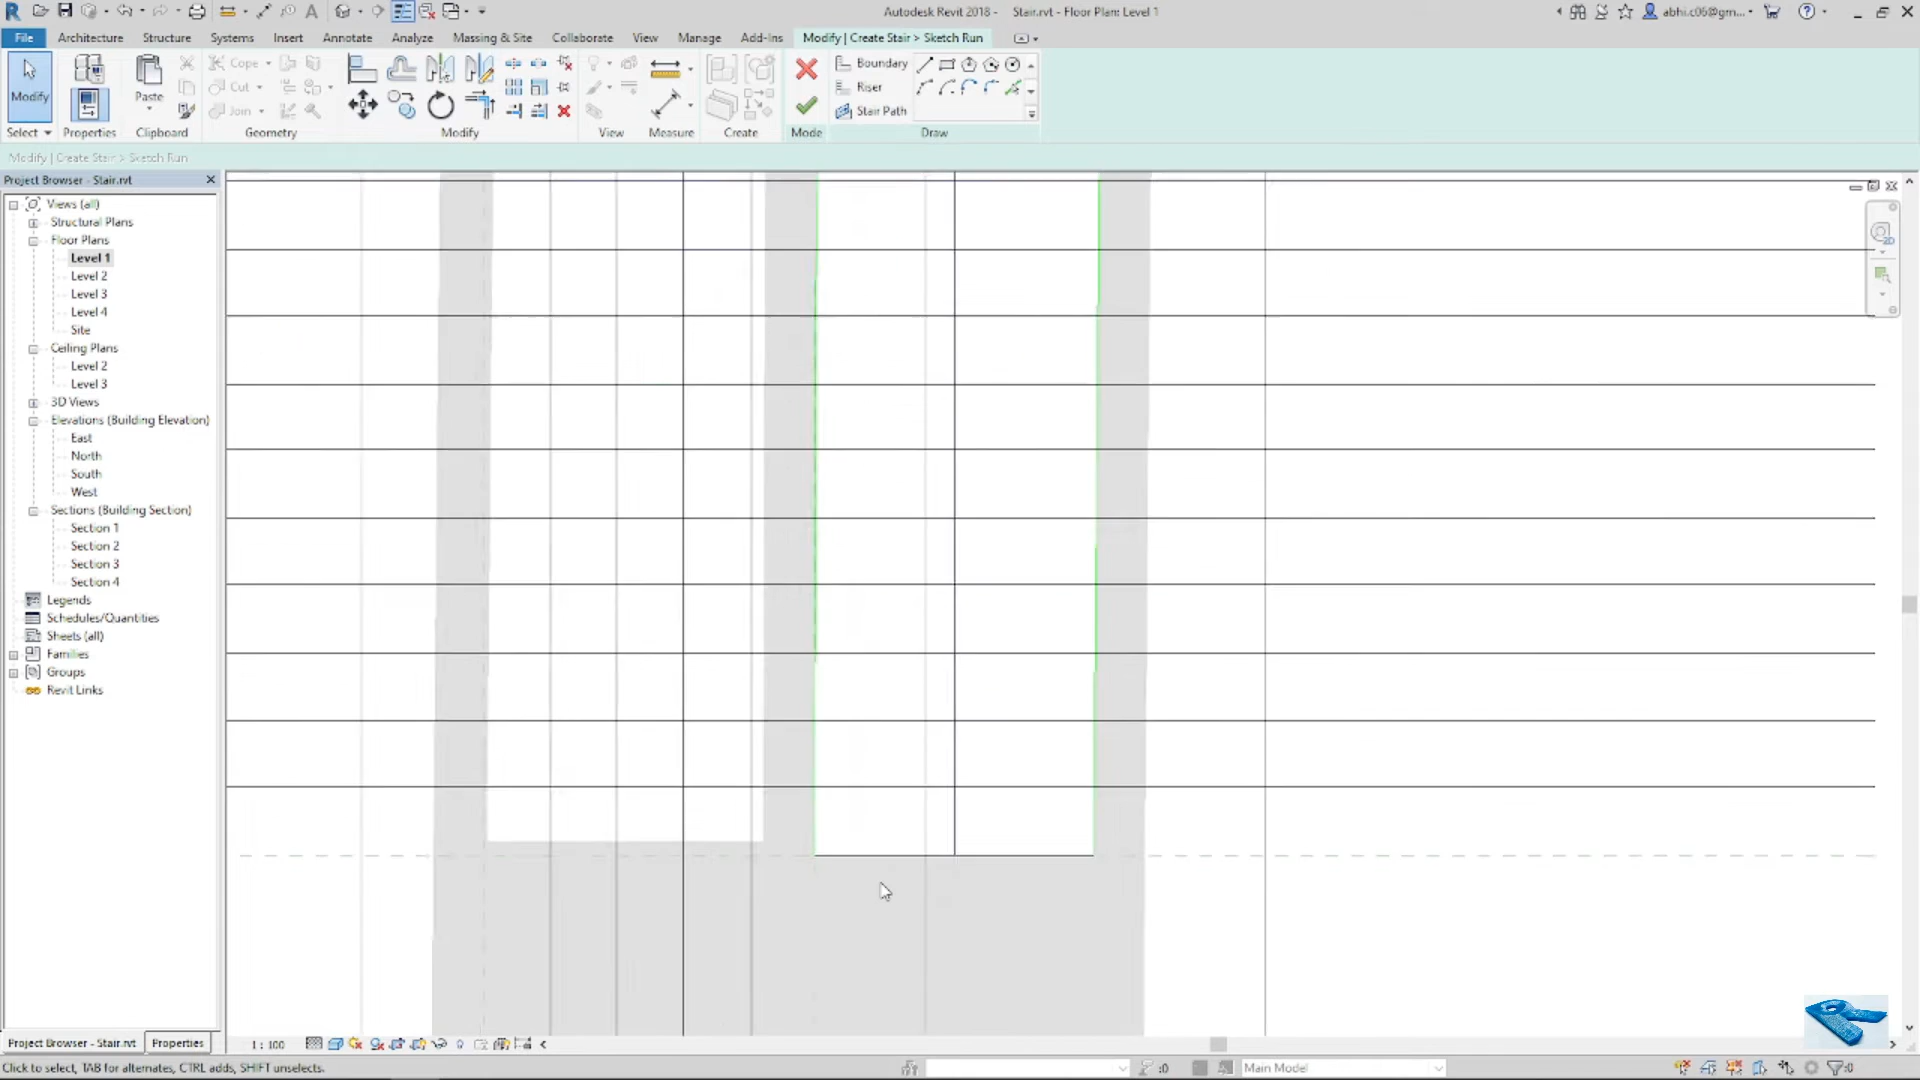 Autodesk Revit 2018 - Stair.rvt - Floor Plan: Level 1
abhi.c06@gm...
File Architecture Structure Systems Insert Annotate Analyze Massing & Site Collaborate View Manage Add-Ins Modify | Create Stair > Sketch Run
Modify
Paste
Cope
Cut
Join
Boundary
Riser
Stair Path
Select Properties Clipboard Geometry Modify View Measure Create Mode Draw
Modify | Create Stair > Sketch Run
Project Browser - Stair.rvt
Views (all)
Structural Plans
Floor Plans
Level 1
Level 2
Level 3
Level 4
Site
Ceiling Plans
Level 2
Level 3
3D Views
Elevations (Building Elevation)
East
North
South
West
Sections (Building Section)
Section 1
Section 2
Section 3
Section 4
Legends
Schedules/Quantities
Sheets (all)
Families
Groups
Revit Links
2D
Project Browser - Stair.rvt Properties
1 : 100
Click to select, TAB for alternates, CTRL adds, SHIFT unselects.
:0
Main Model
:0